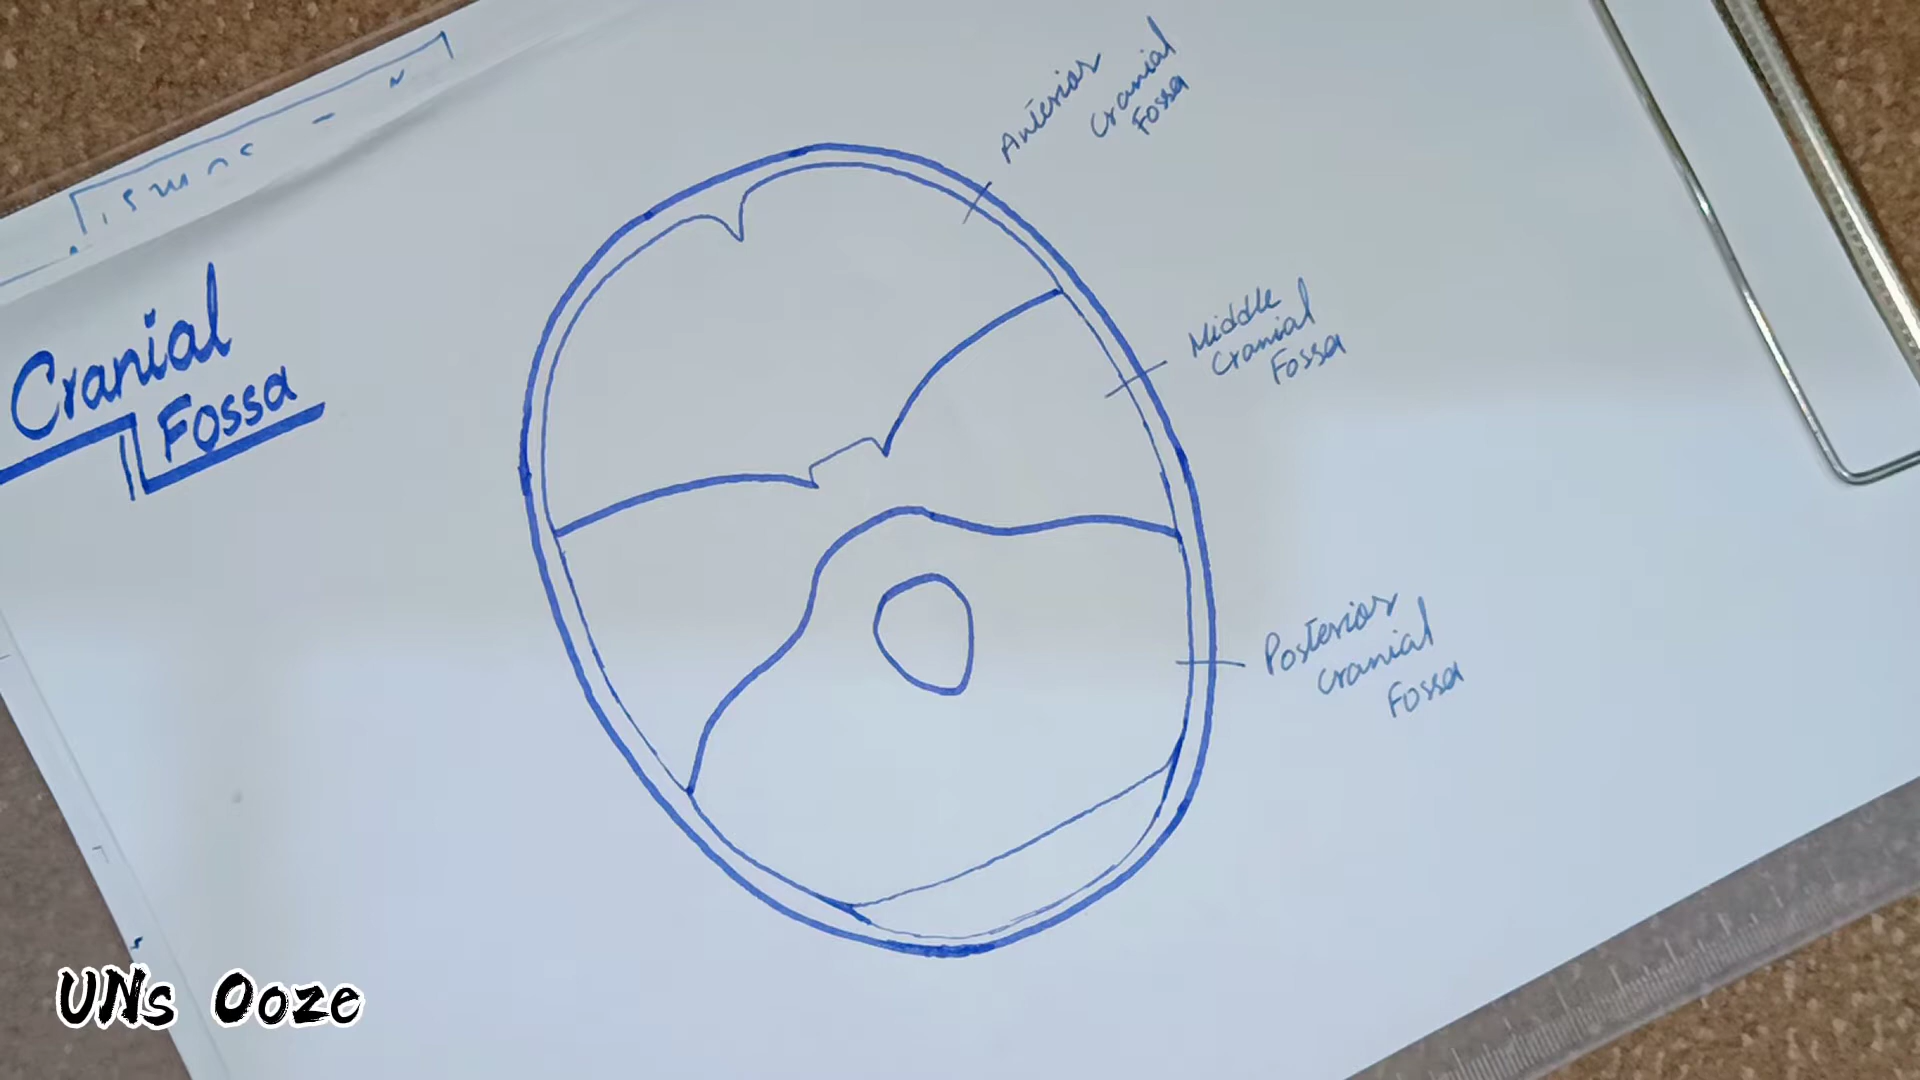 Cranial
Fossa
Anterior
Cranial
Fossa
Middle
Cranial
Fossa
Posterior
Cranial
Fossa
UNs Ooze